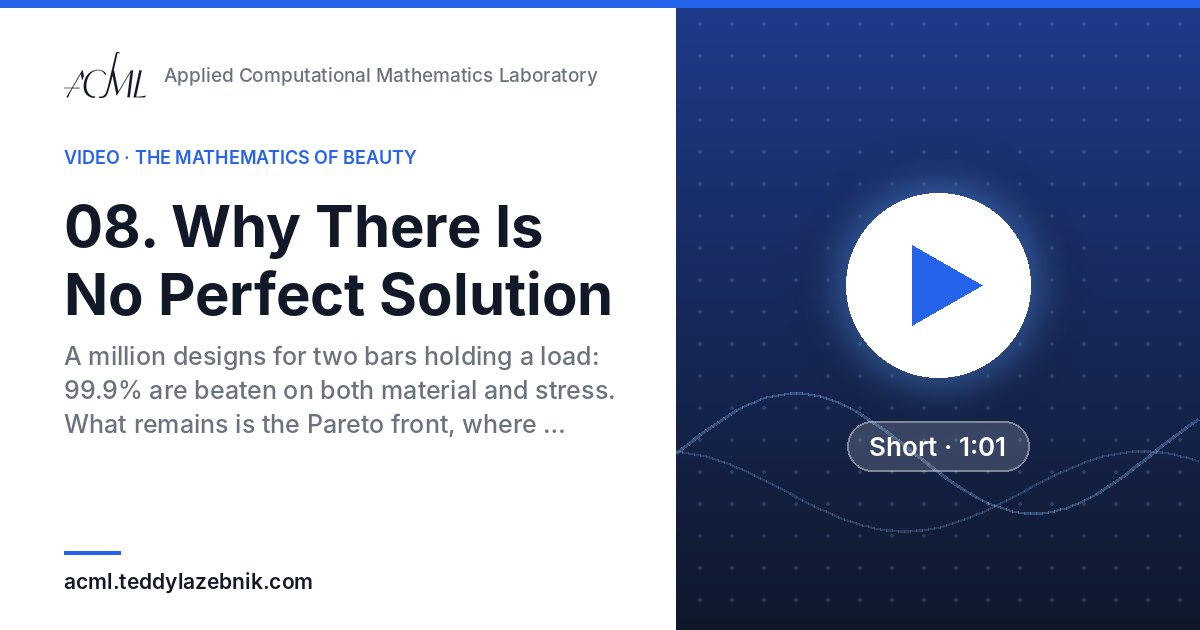 ACML
Applied Computational Mathematics Laboratory
VIDEO · THE MATHEMATICS OF BEAUTY
08. Why There Is
No Perfect Solution
A million designs for two bars holding a load:
99.9% are beaten on both material and stress.
What remains is the Pareto front, where ...
Short · 1:01
acml.teddylazebnik.com